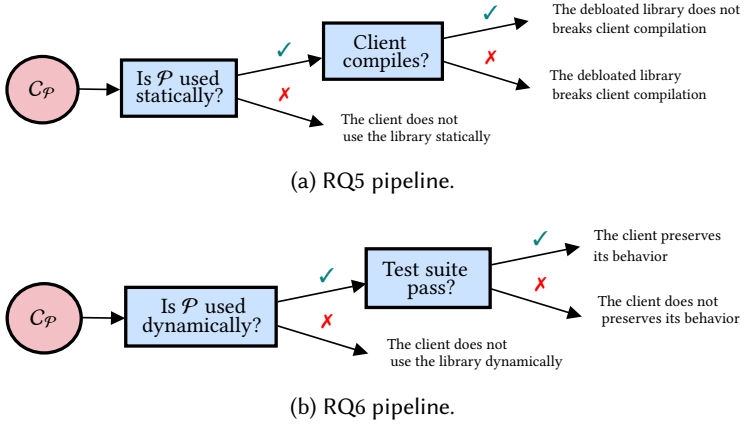 C_P
Is P used
statically?
✓
✗
Client
compiles?
✓
✗
The debloated library does not
breaks client compilation
The debloated library
breaks client compilation
The client does not
use the library statically
(a) RQ5 pipeline.
C_P
Is P used
dynamically?
✓
✗
Test suite
pass?
✓
✗
The client preserves
its behavior
The client does not
preserves its behavior
The client does not
use the library dynamically
(b) RQ6 pipeline.